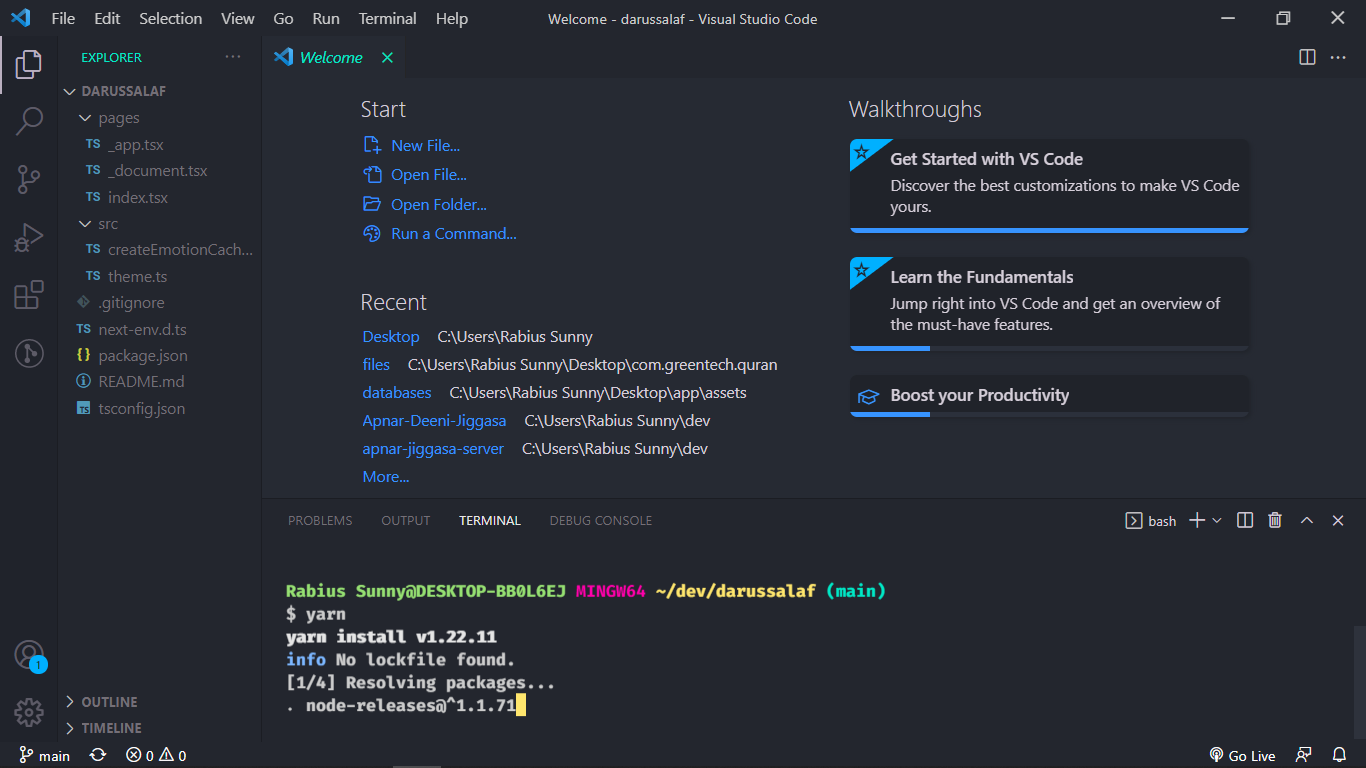 File Edit Selection View Go Run Terminal Help
Welcome - darussalaf - Visual Studio Code
EXPLORER
DARUSSALAF
pages
TS _app.tsx
TS _document.tsx
TS index.tsx
src
TS createEmotionCach...
TS theme.ts
.gitignore
TS next-env.d.ts
{} package.json
README.md
TS tsconfig.json
OUTLINE
TIMELINE
1
Welcome
Start
New File...
Open File...
Open Folder...
Run a Command...
Recent
Desktop C:\Users\Rabius Sunny
files C:\Users\Rabius Sunny\Desktop\com.greentech.quran
databases C:\Users\Rabius Sunny\Desktop\app\assets
Apnar-Deeni-Jiggasa C:\Users\Rabius Sunny\dev
apnar-jiggasa-server C:\Users\Rabius Sunny\dev
More...
Walkthroughs
Get Started with VS Code
Discover the best customizations to make VS Code
yours.
Learn the Fundamentals
Jump right into VS Code and get an overview of
the must-have features.
Boost your Productivity
PROBLEMS OUTPUT TERMINAL DEBUG CONSOLE
bash
Rabius Sunny@DESKTOP-BB0L6EJ MINGW64 ~/dev/darussalaf (main)
$ yarn
yarn install v1.22.11
info No lockfile found.
[1/4] Resolving packages...
. node-releases@^1.1.71
main 0 0
Go Live